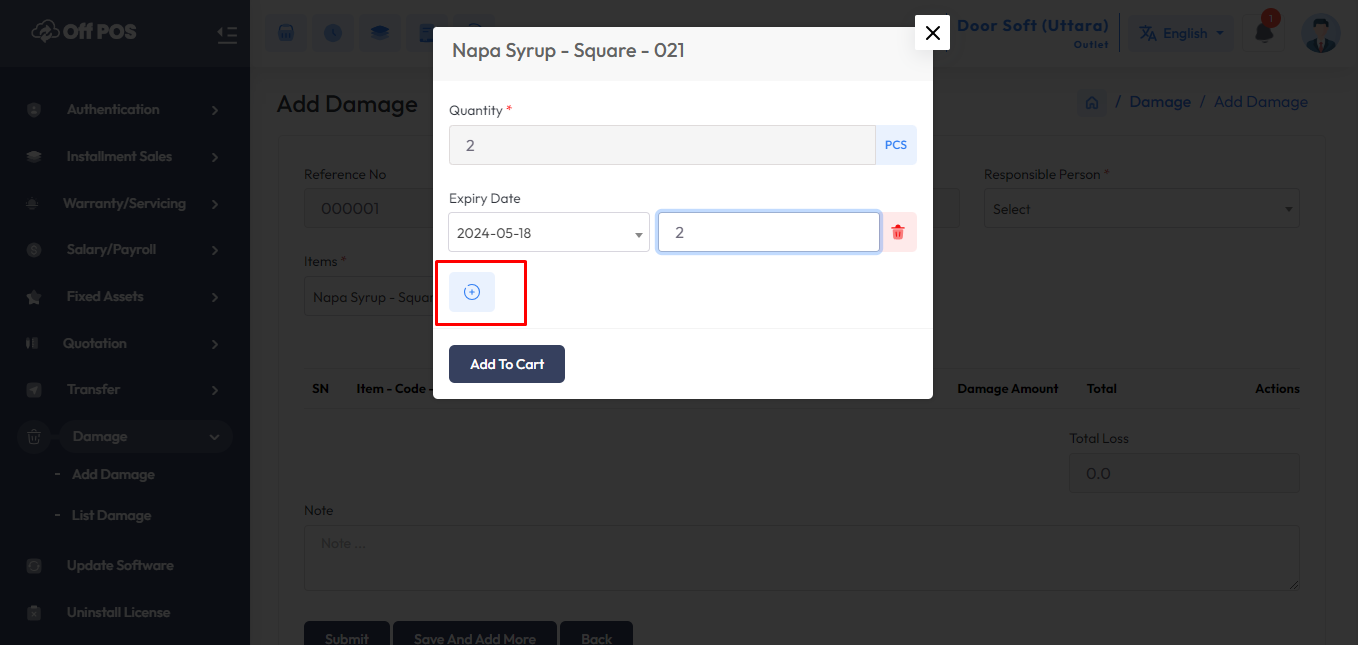 Off POS
Door Soft (Uttara)
Outlet
English
1
Authentication
Installment Sales
Warranty/Servicing
Salary/Payroll
Fixed Assets
Quotation
Transfer
Damage
- Add Damage
- List Damage
Update Software
Uninstall License
Add Damage
/ Damage / Add Damage
Napa Syrup - Square - 021
Quantity *
2 PCS
Expiry Date
2024-05-18 2
Add To Cart
Reference No
000001
Responsible Person *
Select
Items *
Napa Syrup - Squar
SN Item - Code - Damage Amount Total Actions
Total Loss
0.0
Note
Note ...
Submit Save And Add More Back